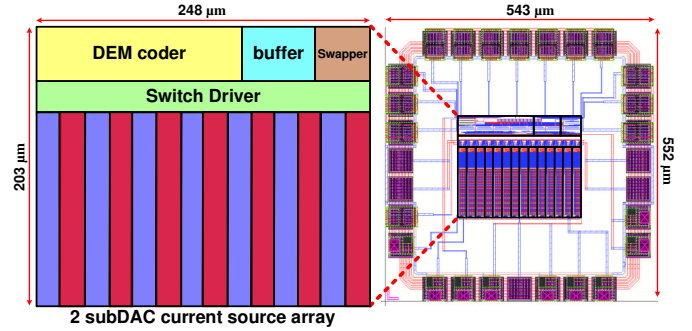 248 µm
543 µm
DEM coder
buffer
Swapper
Switch Driver
203 µm
552 µm
2 subDAC current source array